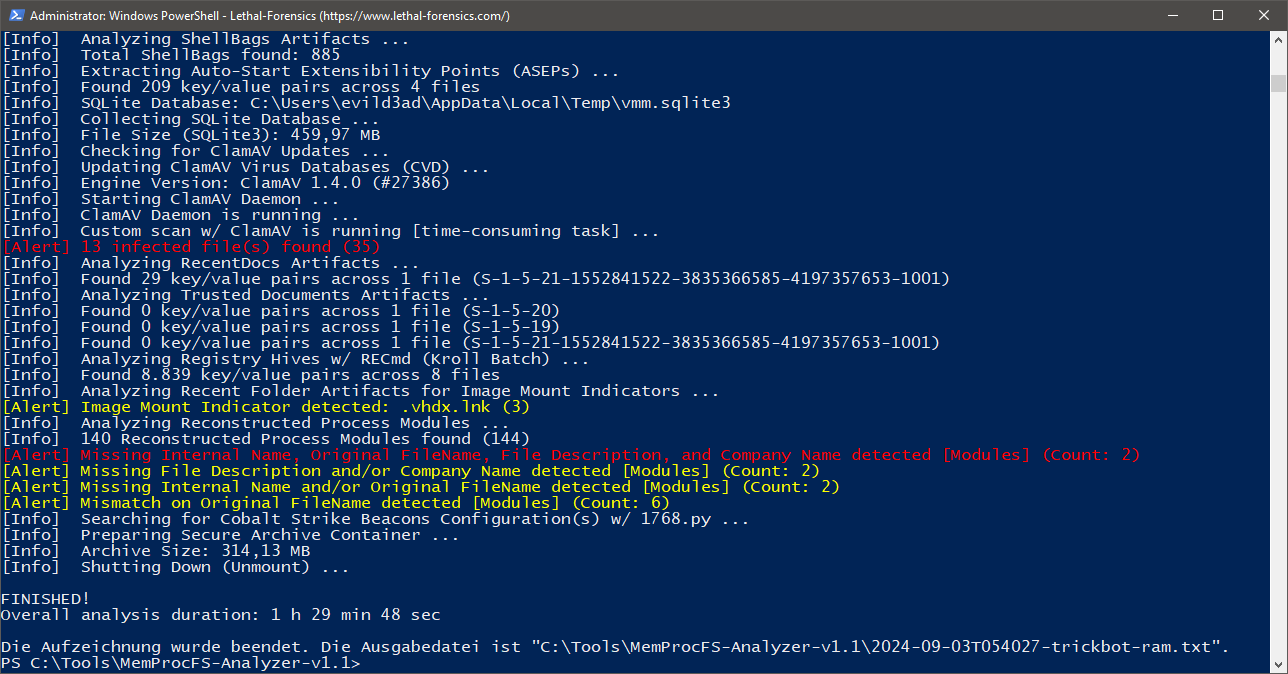 Administrator: Windows PowerShell - Lethal-Forensics (https://www.lethal-forensics.com/)
[Info]  Analyzing ShellBags Artifacts ...
[Info]  Total ShellBags found: 885
[Info]  Extracting Auto-Start Extensibility Points (ASEPs) ...
[Info]  Found 209 key/value pairs across 4 files
[Info]  SQLite Database: C:\Users\evild3ad\AppData\Local\Temp\vmm.sqlite3
[Info]  Collecting SQLite Database ...
[Info]  File Size (SQLite3): 459,97 MB
[Info]  Checking for ClamAV Updates ...
[Info]  Updating ClamAV Virus Databases (CVD) ...
[Info]  Engine Version: ClamAV 1.4.0 (#27386)
[Info]  Starting ClamAV Daemon ...
[Info]  ClamAV Daemon is running ...
[Info]  Custom scan w/ ClamAV is running [time-consuming task] ...
[Alert] 13 infected file(s) found (35)
[Info]  Analyzing RecentDocs Artifacts ...
[Info]  Found 29 key/value pairs across 1 file (S-1-5-21-1552841522-3835366585-4197357653-1001)
[Info]  Analyzing Trusted Documents Artifacts ...
[Info]  Found 0 key/value pairs across 1 file (S-1-5-20)
[Info]  Found 0 key/value pairs across 1 file (S-1-5-19)
[Info]  Found 0 key/value pairs across 1 file (S-1-5-21-1552841522-3835366585-4197357653-1001)
[Info]  Analyzing Registry Hives w/ RECmd (Kroll Batch) ...
[Info]  Found 8.839 key/value pairs across 8 files
[Info]  Analyzing Recent Folder Artifacts for Image Mount Indicators ...
[Alert] Image Mount Indicator detected: .vhdx.lnk (3)
[Info]  Analyzing Reconstructed Process Modules ...
[Info]  140 Reconstructed Process Modules found (144)
[Alert] Missing Internal Name, Original FileName, File Description, and Company Name detected [Modules] (Count: 2)
[Alert] Missing File Description and/or Company Name detected [Modules] (Count: 2)
[Alert] Missing Internal Name and/or Original FileName detected [Modules] (Count: 2)
[Alert] Mismatch on Original FileName detected [Modules] (Count: 6)
[Info]  Searching for Cobalt Strike Beacons Configuration(s) w/ 1768.py ...
[Info]  Preparing Secure Archive Container ...
[Info]  Archive Size: 314,13 MB
[Info]  Shutting Down (Unmount) ...
FINISHED!
Overall analysis duration: 1 h 29 min 48 sec
Die Aufzeichnung wurde beendet. Die Ausgabedatei ist "C:\Tools\MemProcFS-Analyzer-v1.1\2024-09-03T054027-trickbot-ram.txt".
PS C:\Tools\MemProcFS-Analyzer-v1.1>